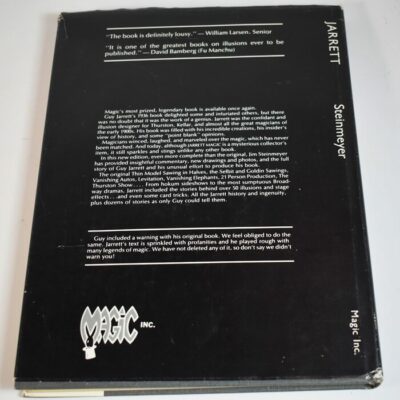 "The book is definitely lousy." — William Larsen, Senior
"It is one of the greatest books on illusions ever to be
published." — David Bamberg (Fu Manchu)
Magic's most prized, legendary book is available once again.
Guy Jarrett's 1936 book delighted some and infuriated others, but there
was no doubt that it was the work of a genius. Jarrett was the confidant and
illusion designer for Thurston, Kellar, and almost all the great magicians of
the early 1900s. His book was filled with his incredible creations, his insider's
view of history, and some "point blank" opinions.
Magicians winced, laughed, and marveled over the magic, which has never
been matched. And today, although JARRETT MAGIC is a mysterious collector's
item, it still sparkles and stings unlike any other book.
In this new edition, even more complete than the original, Jim Steinmeyer
has provided insightful commentary, new drawings and photos, and the full
story of Guy Jarrett and his unusual effort to produce his book.
The original Thin Model Sawing in Halves, the Selbit and Goldin Sawings,
Vanishing Autos, Levitation, Vanishing Elephants, 21 Person Production, The
Thurston Show . . . . From hokum sideshows to the most sumptuous Broad-
way dramas, Jarrett included the stories behind over 50 illusions and stage
effects . . . and even some card tricks. All the Jarrett history and ingenuity,
plus dozens of stories as only Guy could tell them.
Guy included a warning with his original book. We feel obliged to do the
same. Jarrett's text is sprinkled with profanities and he played rough with
many legends of magic. We have not deleted any of it, so don't say we didn't
warn you!
MAGIC INC.
JARRETT
Steinmeyer
Magic Inc.